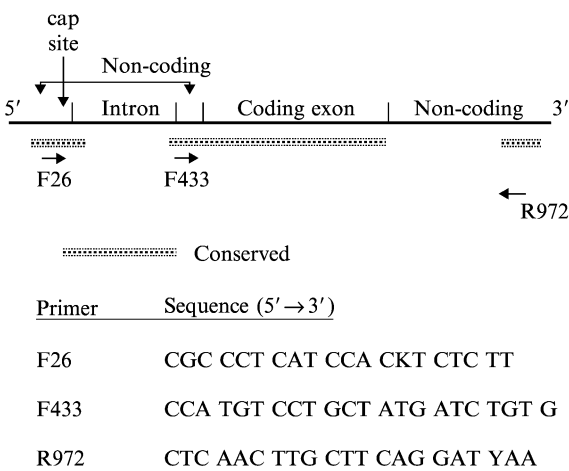 cap
site
Non-coding
5′ Intron Coding exon Non-coding 3′
F26 F433
R972
Conserved
Primer Sequence (5′ → 3′)
F26 CGC CCT CAT CCA CKT CTC TT
F433 CCA TGT CCT GCT ATG ATC TGT G
R972 CTC AAC TTG CTT CAG GAT YAA